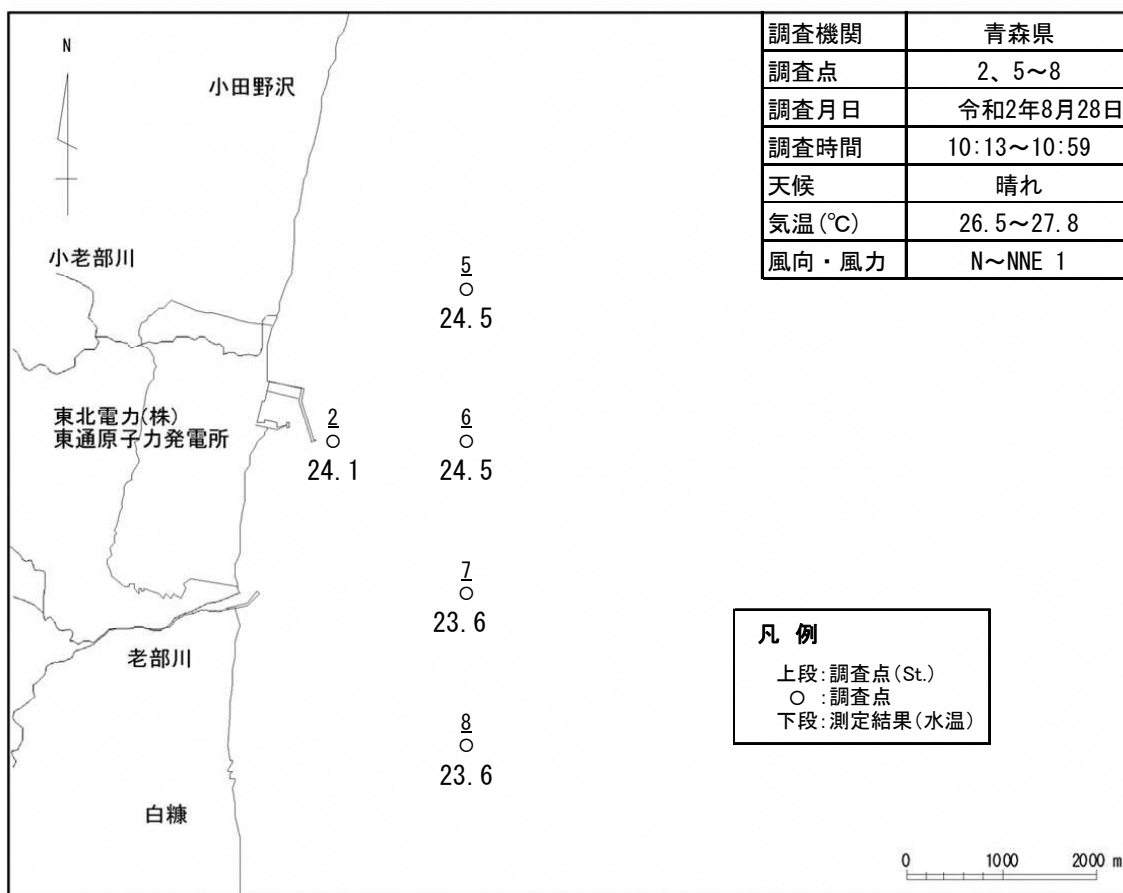 調査機関 青森県
調査点 2、5～8
調査月日 令和2年8月28日
調査時間 10:13～10:59
天候 晴れ
気温(℃) 26.5～27.8
風向・風力 N～NNE 1
N
小田野沢
小老部川
5
24.5
東北電力(株)
東通原子力発電所
2
24.1
6
24.5
7
23.6
老部川
8
23.6
白糠
凡 例
上段:調査点(St.)
○ :調査点
下段:測定結果(水温)
0 1000 2000 m